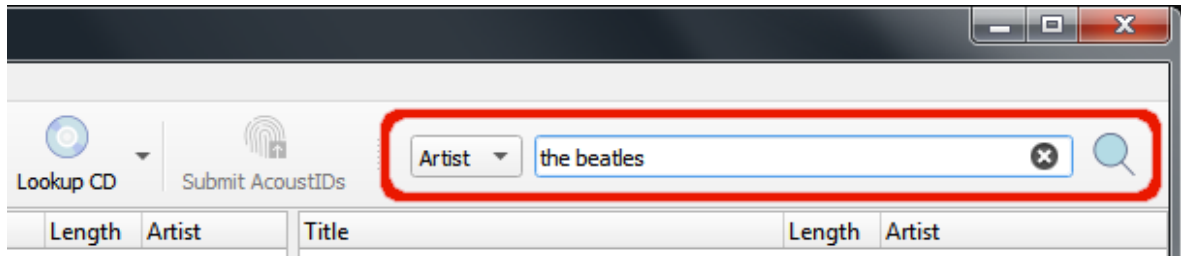 Artist the beatles
Lookup CD Submit AcoustIDs
Length Artist Title Length Artist